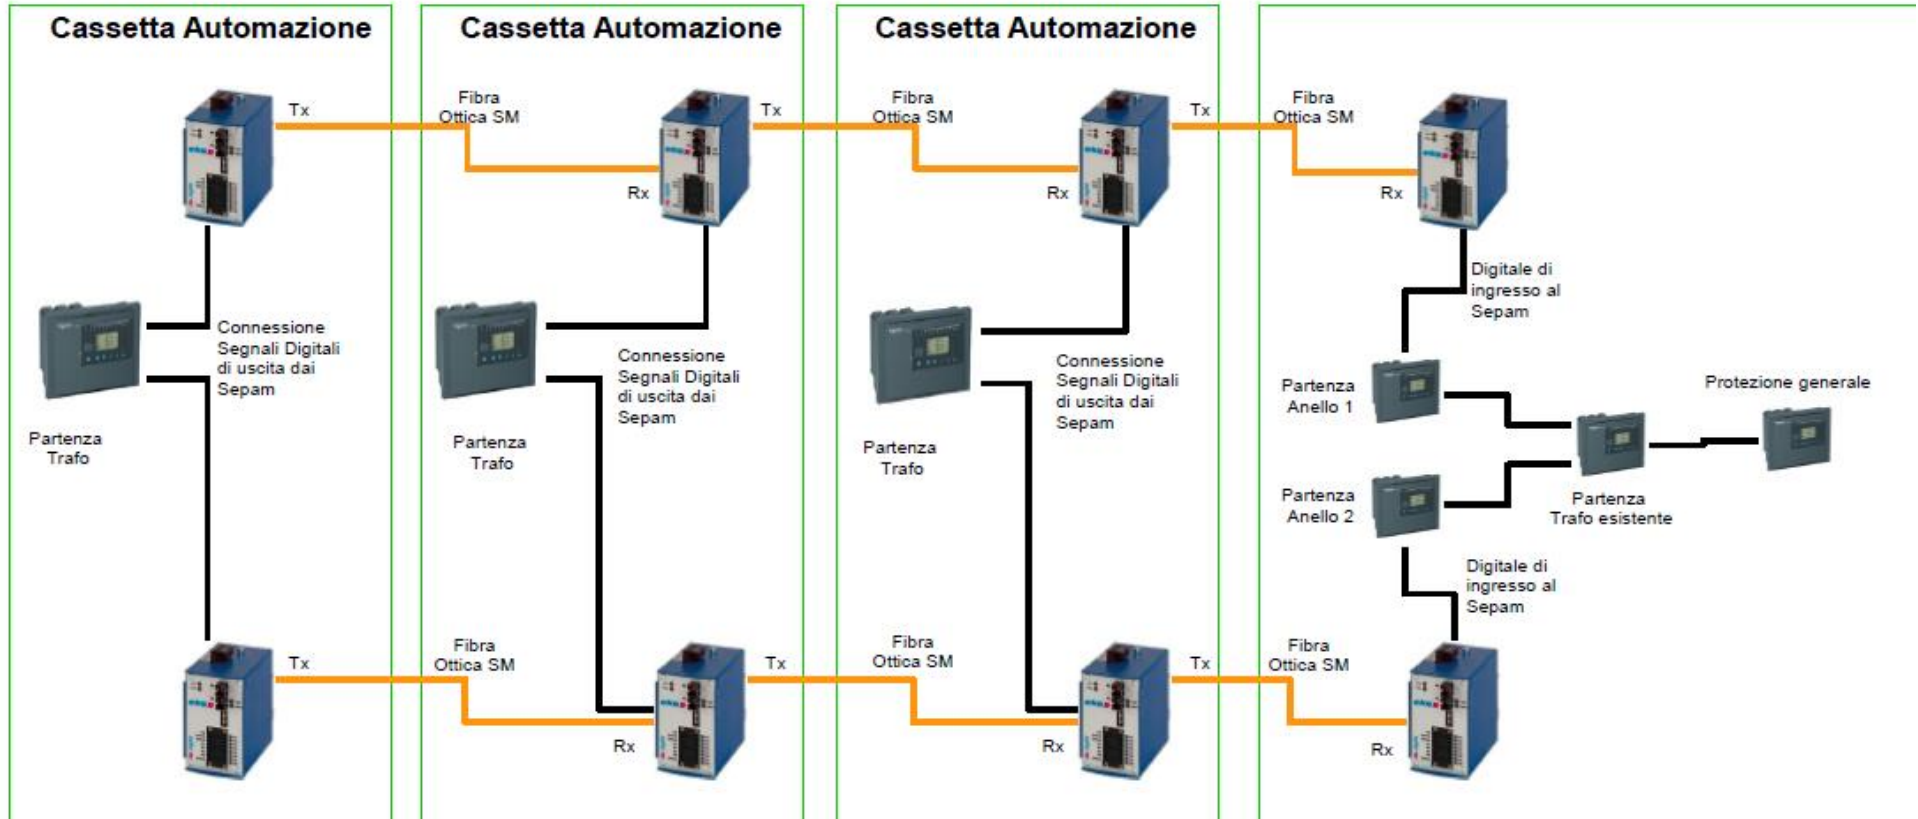 Cassetta Automazione
Cassetta Automazione
Cassetta Automazione
Tx
Fibra
Ottica SM
Rx
Tx
Fibra
Ottica SM
Rx
Tx
Fibra
Ottica SM
Rx
Connessione
Segnali Digitali
di uscita dai
Sepam
Partenza
Trafo
Connessione
Segnali Digitali
di uscita dai
Sepam
Partenza
Trafo
Connessione
Segnali Digitali
di uscita dai
Sepam
Partenza
Trafo
Digitale di
ingresso al
Sepam
Partenza
Anello 1
Protezione generale
Partenza
Anello 2
Partenza
Trafo esistente
Digitale di
ingresso al
Sepam
Tx
Fibra
Ottica SM
Rx
Tx
Fibra
Ottica SM
Rx
Tx
Fibra
Ottica SM
Rx